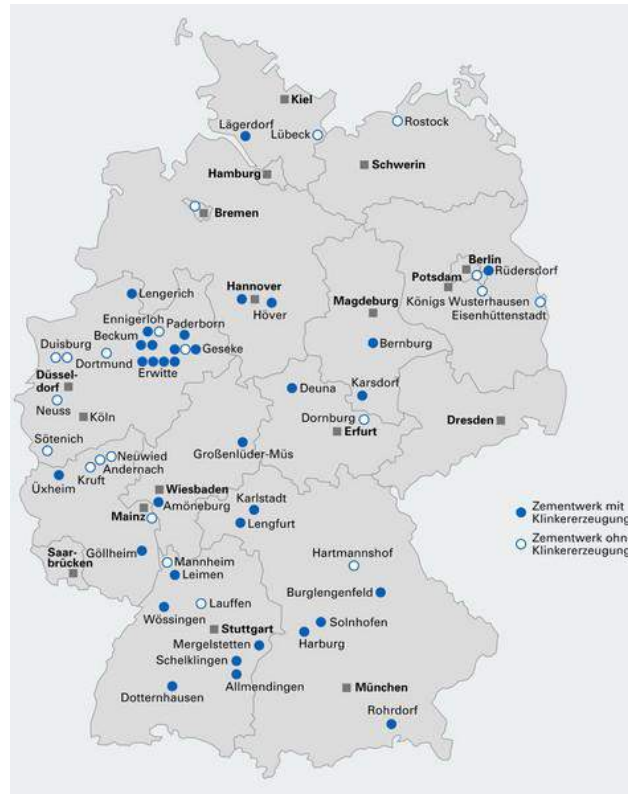 Kiel
Lägerdorf
Lübeck
Rostock
Schwerin
Hamburg
Bremen
Berlin
Potsdam
Rüdersdorf
Königs Wusterhausen
Eisenhüttenstadt
Lengerich
Hannover
Höver
Magdeburg
Ennigerloh
Paderborn
Beckum
Duisburg
Geseke
Dortmund
Erwitte
Bernburg
Düssel-
dorf
Neuss
Köln
Deuna
Karsdorf
Dornburg
Erfurt
Dresden
Sötenich
Neuwied
Andernach
Kruft
Großenlüder-Müs
Üxheim
Wiesbaden
Amöneburg
Mainz
Karlstadt
Lengfurt
Zementwerk mit
Klinkererzeugung
Zementwerk ohne
Klinkererzeugung
Saar-
brücken
Göllheim
Mannheim
Leimen
Hartmannshof
Burglengenfeld
Lauffen
Wössingen
Stuttgart
Solnhofen
Harburg
Mergelstetten
Schelklingen
Allmendingen
Dotternhausen
München
Rohrdorf